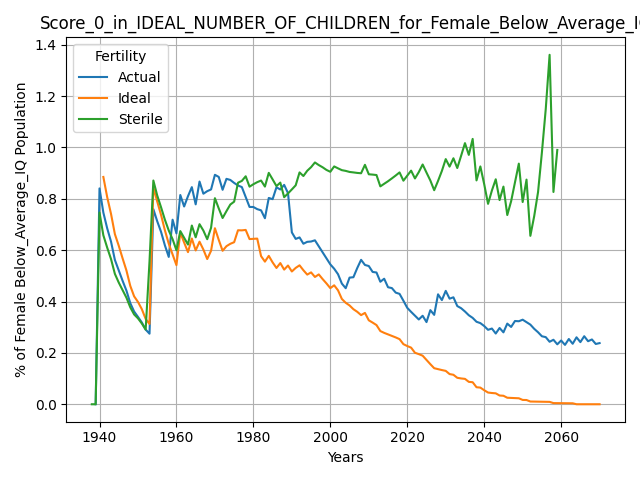 Score_0_in_IDEAL_NUMBER_OF_CHILDREN_for_Female_Below_Average_IQ
Fertility
Actual
Ideal
Sterile
% of Female Below_Average_IQ Population
1.4
1.2
1.0
0.8
0.6
0.4
0.2
0.0
1940 1960 1980 2000 2020 2040 2060
Years